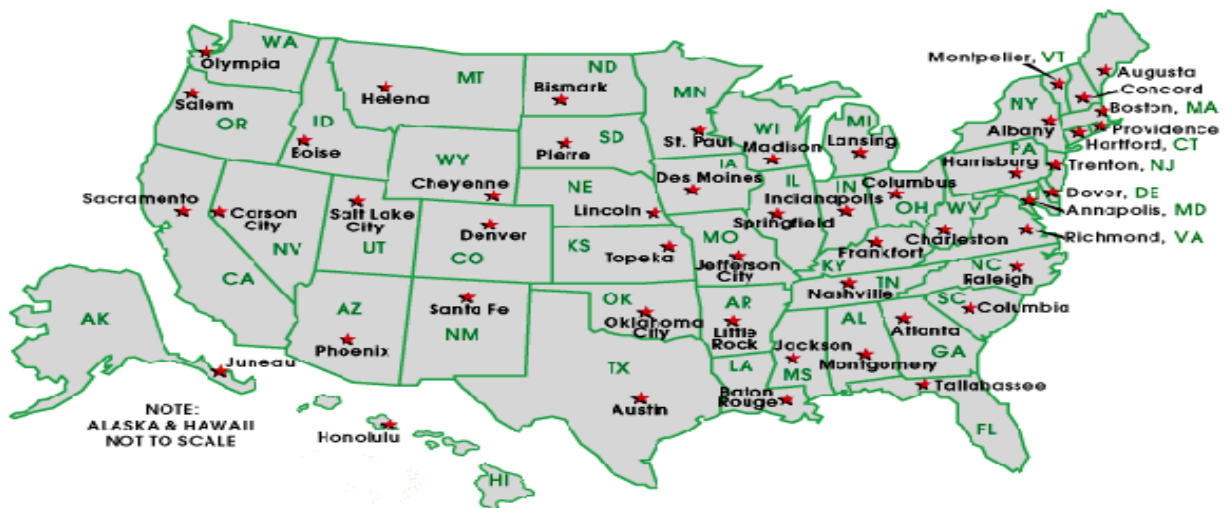 WA
Olympia
MT
Helena
ND
Bismark
MN
Montpelier, VT
Augusta
Concord
Boston, MA
Providence
Hartford, CT
NY
Albany
Salem
OR
ID
Boise
SD
Pierre
St. Paul
WI
Madison
MI
Lansing
PA
Harrisburg
Trenton, NJ
WY
Cheyenne
NE
Lincoln
IA
Des Moines
IL
Springfield
IN
Indianapolis
Columbus
OH
WV
Charleston
Dover, DE
Annapolis, MD
Richmond, VA
Sacramento
Carson
City
NV
CA
Salt Lake
City
UT
Denver
CO
KS
Topeka
MO
Jefferson
City
KY
Frankfort
TN
Nashville
NC
Raleigh
SC
Columbia
AK
Juneau
AZ
Phoenix
Santa Fe
NM
OK
Oklahoma
City
AR
Little
Rock
Jackson
MS
AL
Montgomery
Atlanta
GA
TX
Austin
LA
Baton
Rouge
Tallahassee
FL
NOTE:
ALASKA & HAWAII
NOT TO SCALE
Honolulu
HI